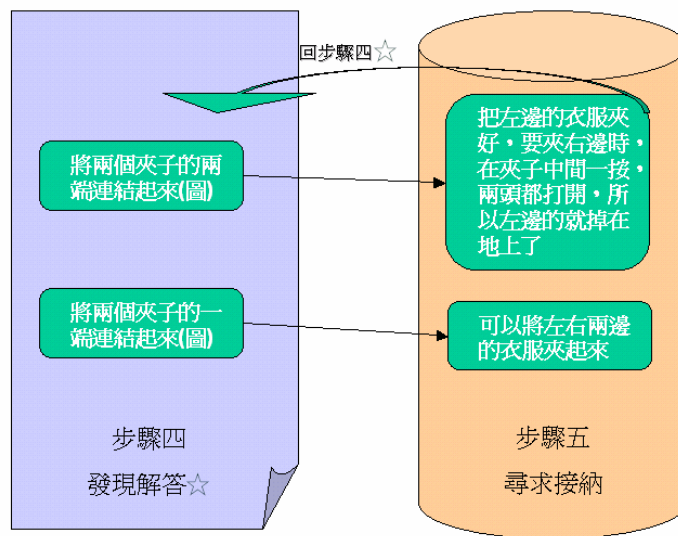 回步驟四☆
將兩個夾子的兩
端連結起來(圖)
把左邊的衣服夾
好，要夾右邊時，
在夾子中間一按，
兩頭都打開，所
以左邊的就掉在
地上了
將兩個夾子的一
端連結起來(圖)
可以將左右兩邊
的衣服夾起來
步驟四
發現解答☆
步驟五
尋求接納